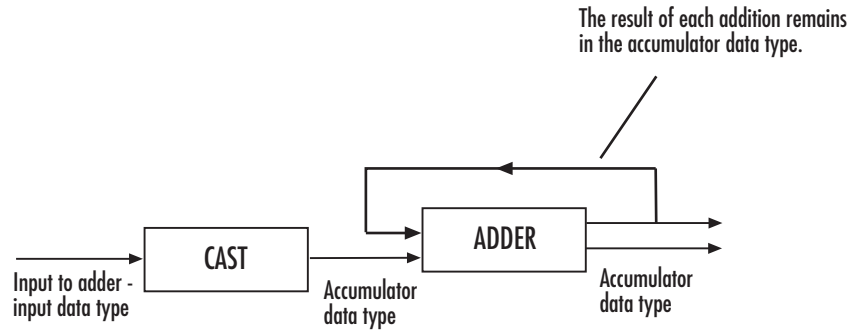 The result of each addition remains
in the accumulator data type.
CAST
ADDER
Input to adder -
input data type
Accumulator
data type
Accumulator
data type